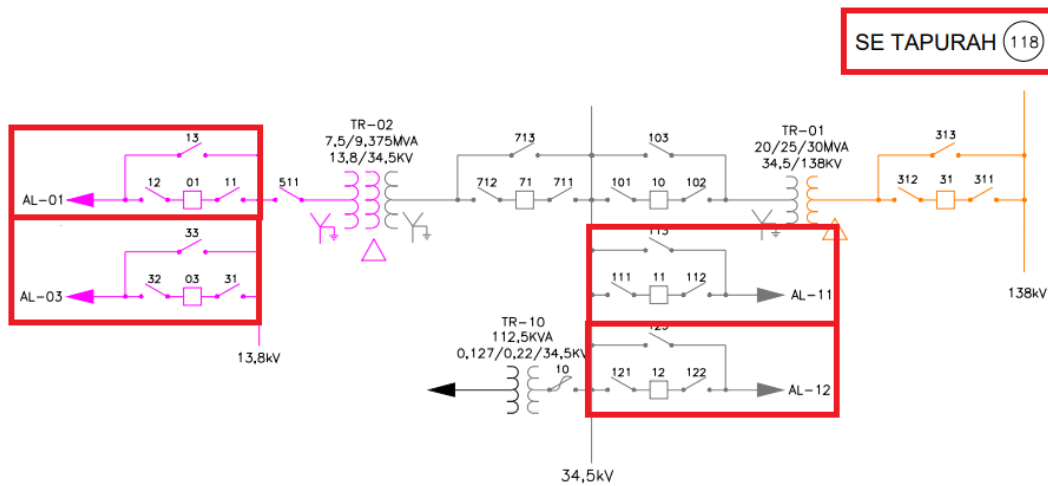 SE TAPURAH 118
TR-02
7,5/9,375MVA
13,8/34,5KV
TR-01
20/25/30MVA
34,5/138KV
13
713
103
313
AL-01
12
01
11
511
712
71
711
101
10
102
312
31
311
33
113
AL-03
32
03
31
111
11
112
AL-11
138kV
TR-10
112,5KVA
0,127/0,22/34,5KV
123
13,8kV
10
121
12
122
AL-12
34,5kV